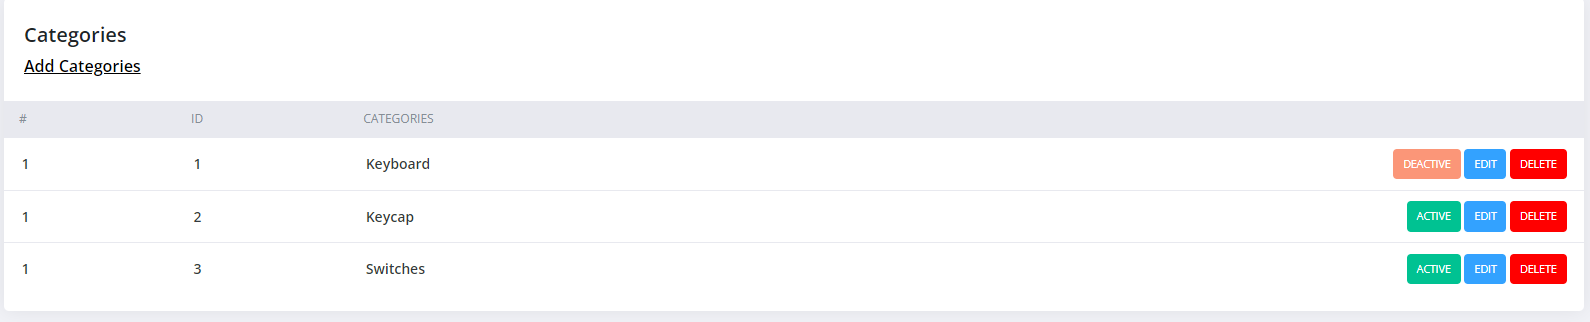 Categories
Add Categories
# ID CATEGORIES
1 1 Keyboard DEACTIVE EDIT DELETE
1 2 Keycap ACTIVE EDIT DELETE
1 3 Switches ACTIVE EDIT DELETE